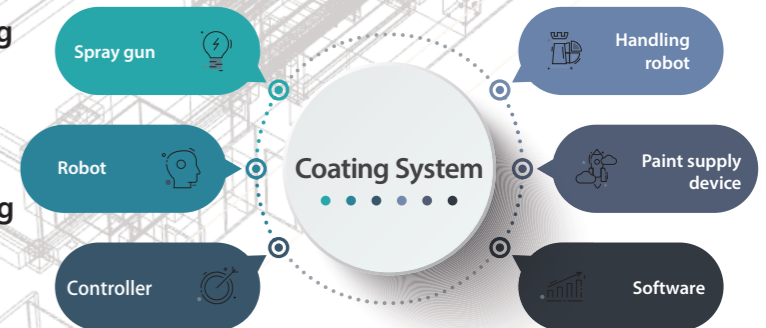 g
Spray gun
Robot
g
Controller
Coating System
Handling
robot
Paint supply
device
Software